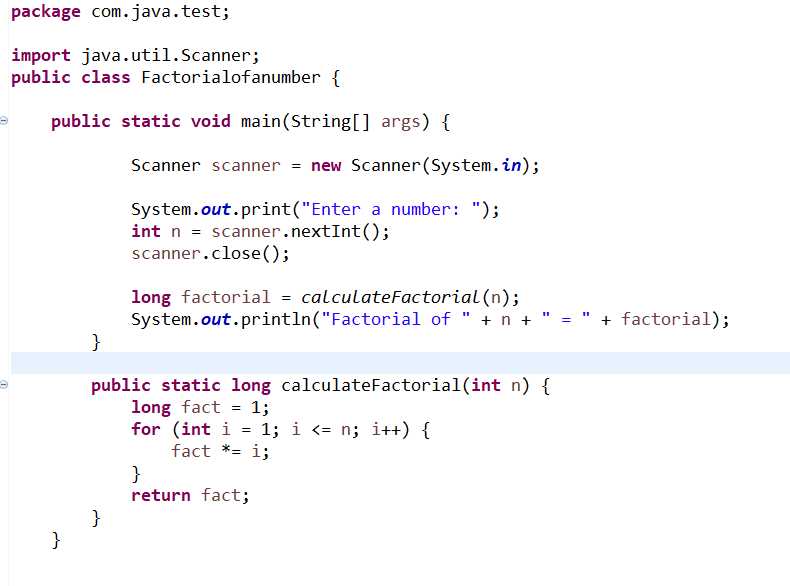 package com.java.test;
import java.util.Scanner;
public class Factorialofanumber {
public static void main(String[] args) {
Scanner scanner = new Scanner(System.in);
System.out.print("Enter a number: ");
int n = scanner.nextInt();
scanner.close();
long factorial = calculateFactorial(n);
System.out.println("Factorial of " + n + " = " + factorial);
}
public static long calculateFactorial(int n) {
long fact = 1;
for (int i = 1; i <= n; i++) {
fact *= i;
}
return fact;
}
}